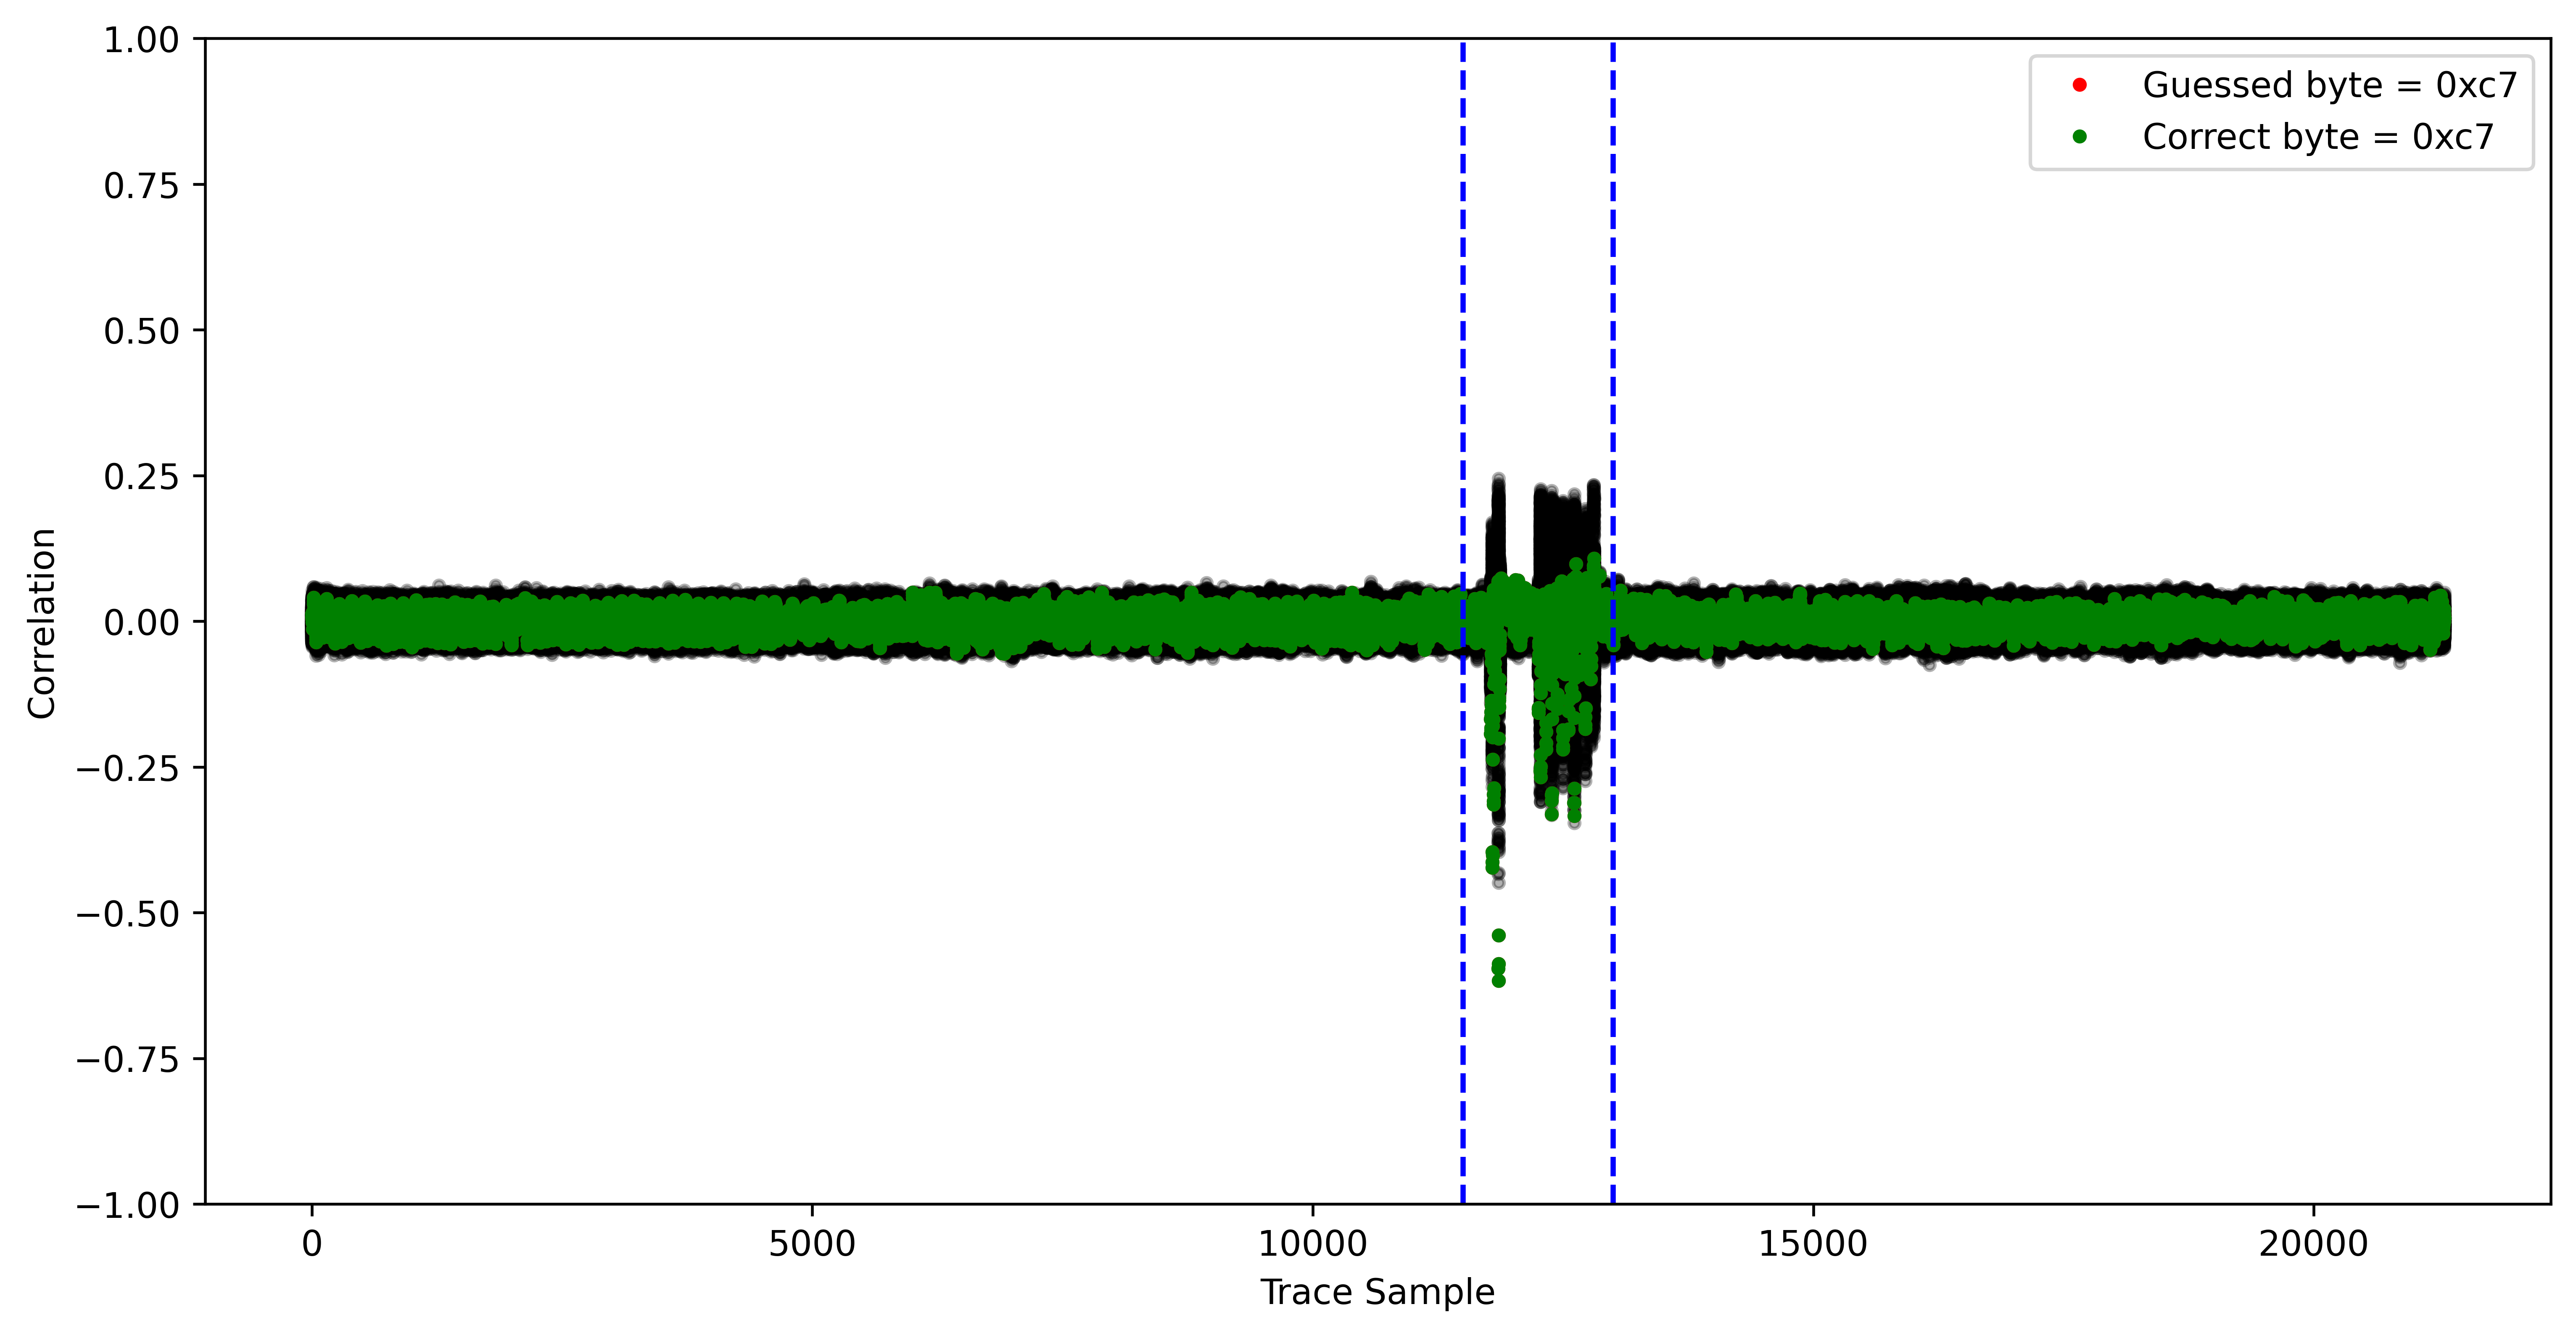 1.00
0.75
0.50
0.25
0.00
−0.25
−0.50
−0.75
−1.00
Correlation
Guessed byte = 0xc7
Correct byte = 0xc7
0 5000 10000 15000 20000
Trace Sample